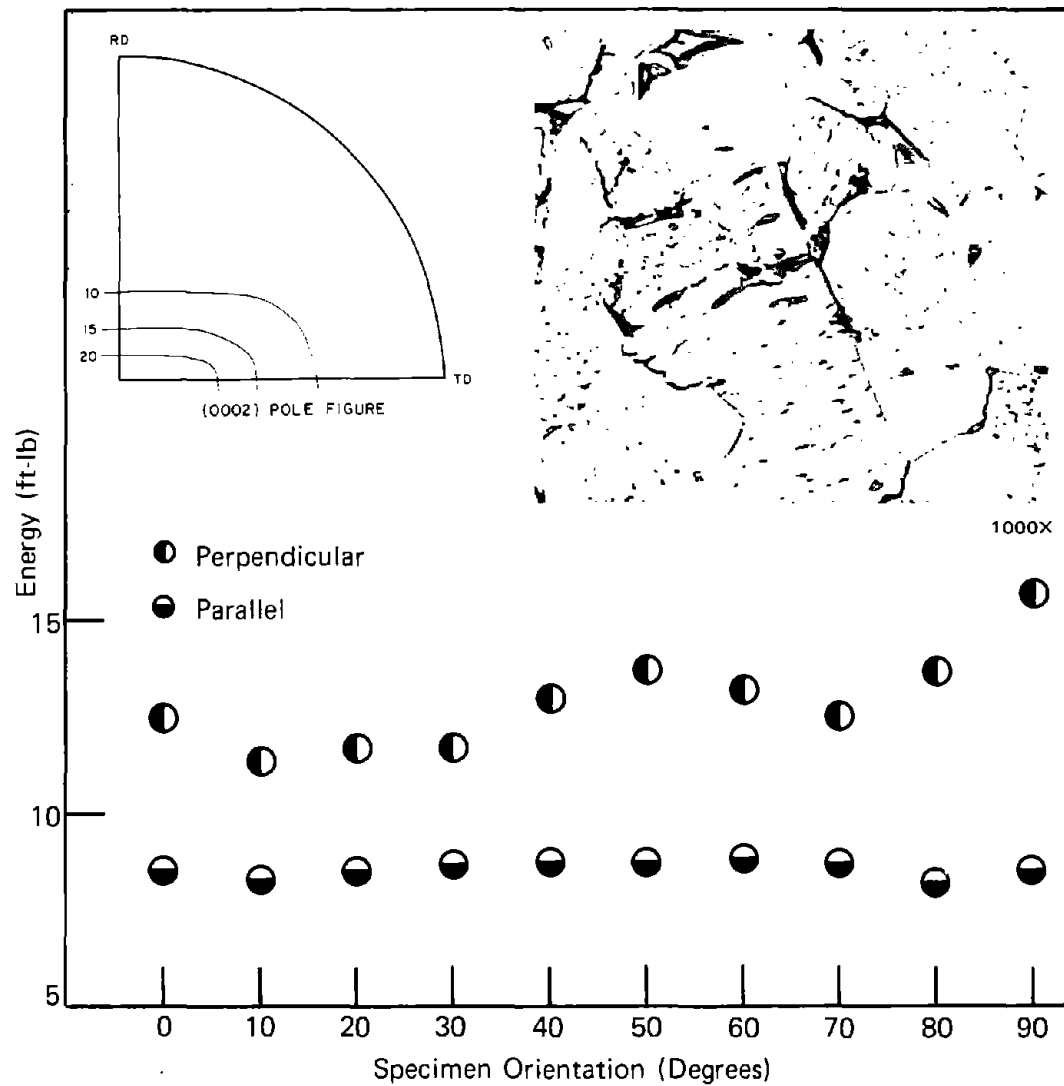 RD
10
15
20
TD
(0002) POLE FIGURE
1000X
Energy (ft-lb)
Perpendicular
Parallel
15
10
5
0 10 20 30 40 50 60 70 80 90
Specimen Orientation (Degrees)